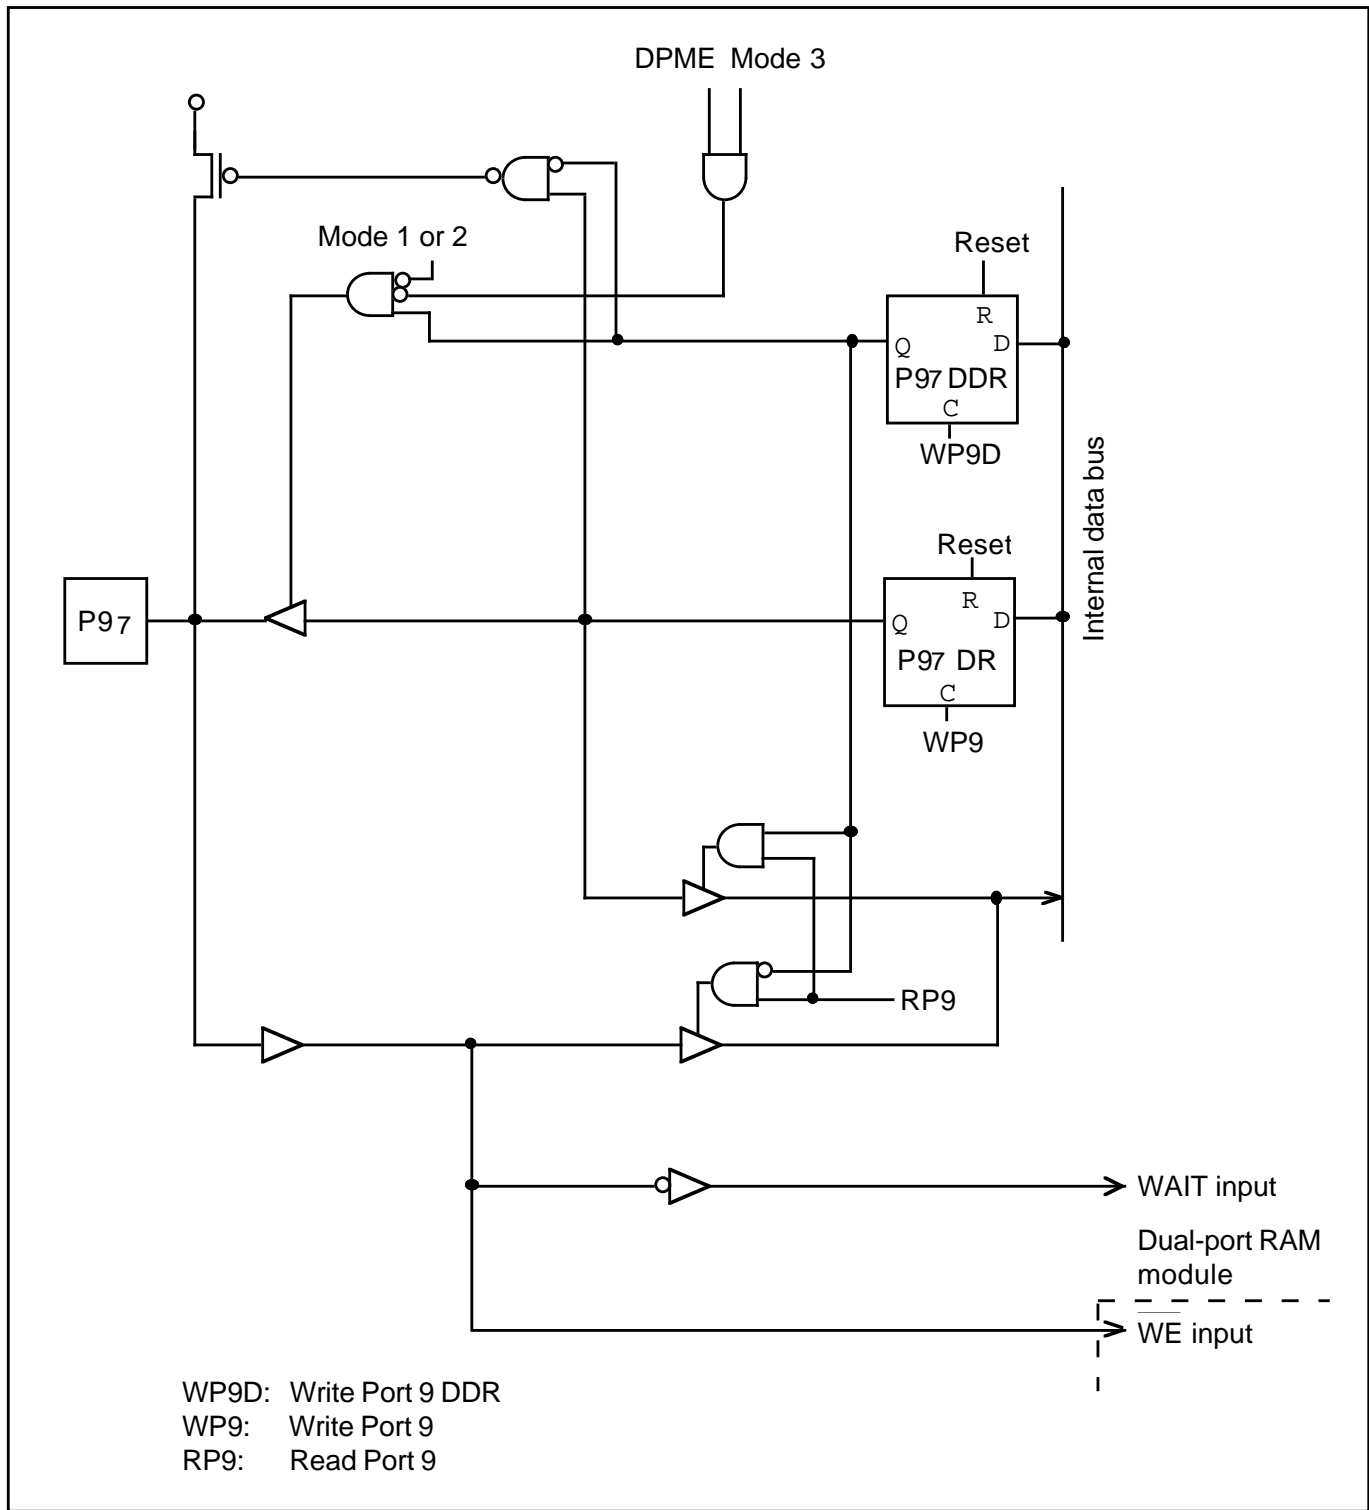 DPME Mode 3
Mode 1 or 2
Reset
R
Q D
P97 DDR
C
WP9D
Internal data bus
Reset
R
Q D
P97 DR
C
WP9
P97
RP9
WAIT input
Dual-port RAM
module
WE input
WP9D: Write Port 9 DDR
WP9: Write Port 9
RP9: Read Port 9